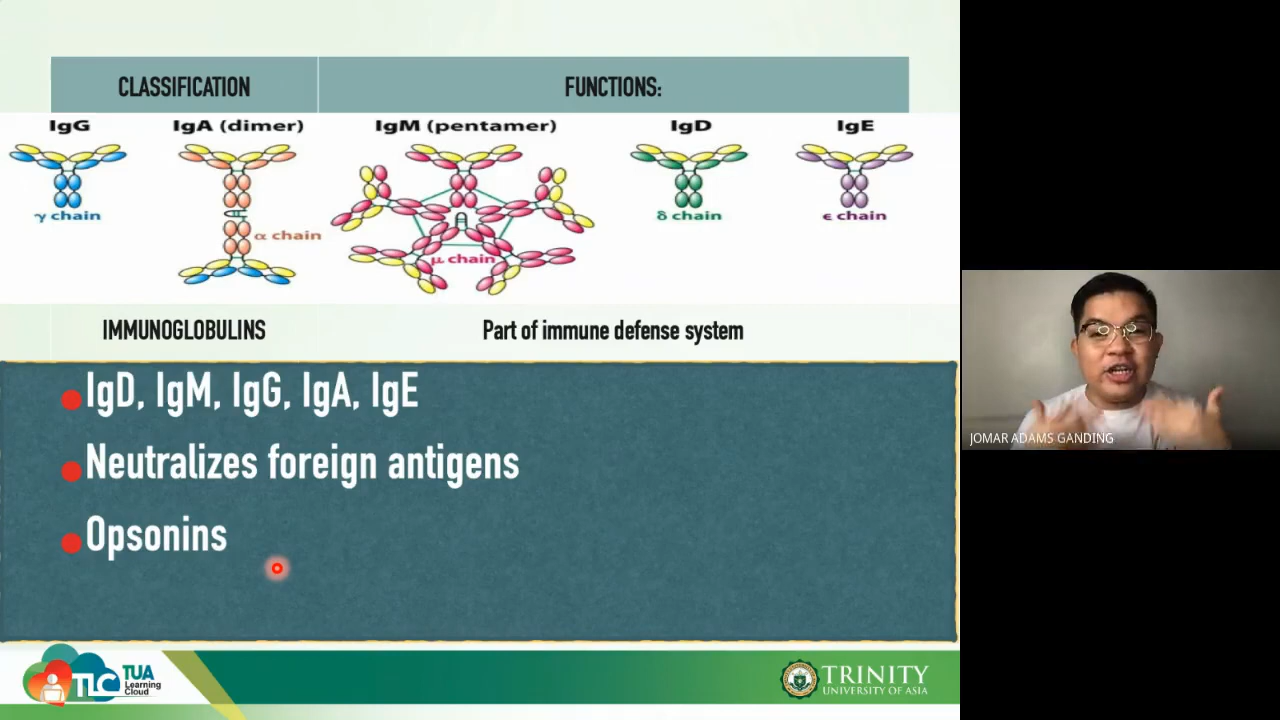 CLASSIFICATION
FUNCTIONS:
IgG
IgA (dimer)
IgM (pentamer)
IgD
IgE
γ chain
α chain
μ chain
δ chain
ϵ chain
IMMUNOGLOBULINS
Part of immune defense system
IgD, IgM, IgG, IgA, IgE
Neutralizes foreign antigens
Opsonins
JOMAR ADAMS GANDING
TLC
TUA
Learning
Cloud
TRINITY
UNIVERSITY OF ASIA